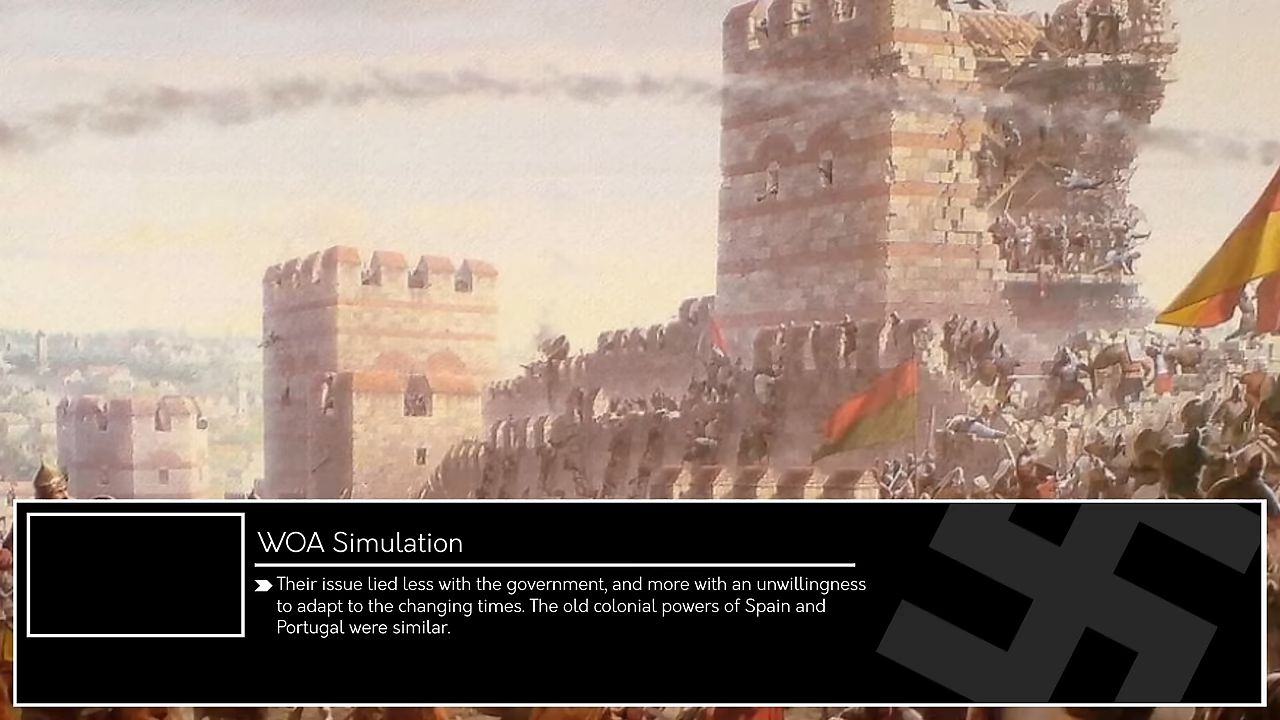 WOA Simulation
Their issue lied less with the government, and more with an unwillingness
to adapt to the changing times. The old colonial powers of Spain and
Portugal were similar.